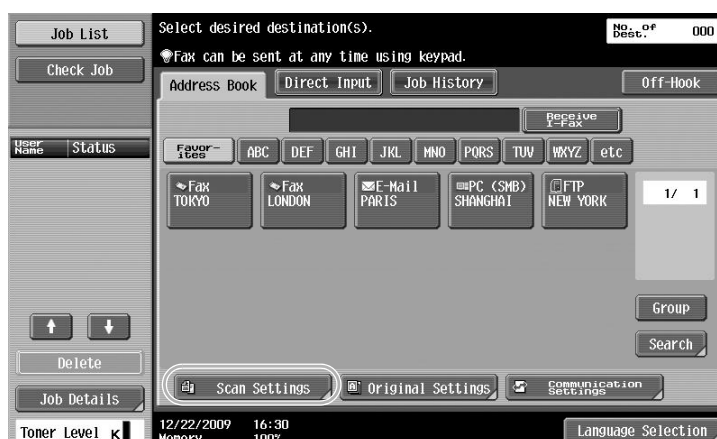 Job List
Check Job
User Name
Status
Delete
Job Details
Toner Level K
Select desired destination(s).
No. of Dest.
000
Fax can be sent at any time using keypad.
Address Book
Direct Input
Job History
Off-Hook
Receive
I-Fax
Favor-
ites
ABC
DEF
GHI
JKL
MNO
PQRS
TUV
WXYZ
etc
Fax
TOKYO
Fax
LONDON
E-Mail
PARIS
PC (SMB)
SHANGHAI
FTP
NEW YORK
1/ 1
Group
Search
Scan Settings
Original Settings
Communication
Settings
12/22/2009 16:30
Memory 100%
Language Selection